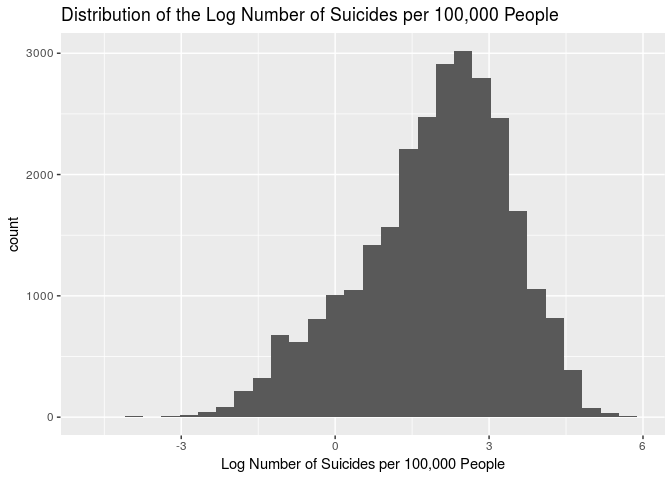 Distribution of the Log Number of Suicides per 100,000 People
3000
2000
1000
0
count
-3
0
3
6
Log Number of Suicides per 100,000 People